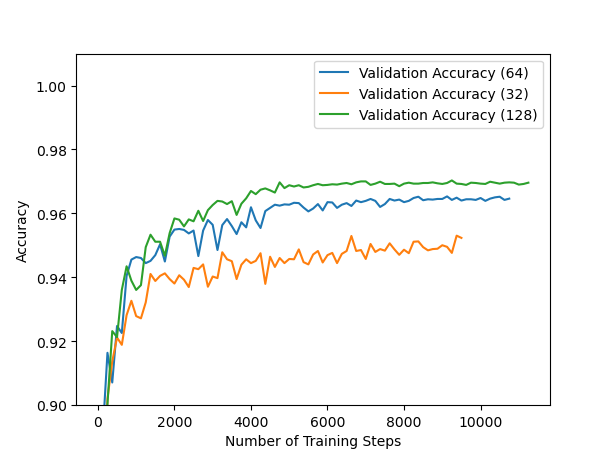 1.00
0.98
0.96
0.94
0.92
0.90
Accuracy
Validation Accuracy (64)
Validation Accuracy (32)
Validation Accuracy (128)
0
2000
4000
6000
8000
10000
Number of Training Steps